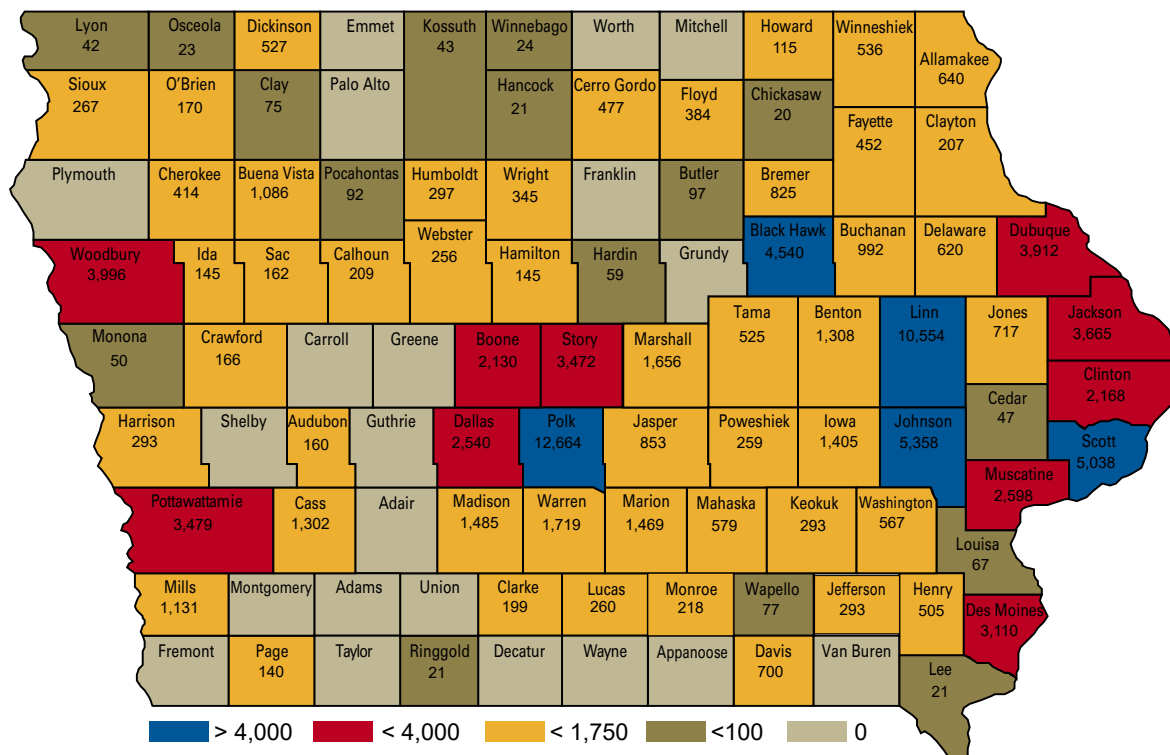 Lyon
42
Osceola
23
Dickinson
527
Emmet
Kossuth
43
Winnebago
24
Worth
Mitchell
Howard
115
Winneshiek
536
Allamakee
640
Sioux
267
O'Brien
170
Clay
75
Palo Alto
Hancock
21
Cerro Gordo
477
Floyd
384
Chickasaw
20
Fayette
452
Clayton
207
Plymouth
Cherokee
414
Buena Vista
1,086
Pocahontas
92
Humboldt
297
Wright
345
Franklin
Butler
97
Bremer
825
Woodbury
3,996
Ida
145
Sac
162
Calhoun
209
Webster
256
Hamilton
145
Hardin
59
Grundy
Black Hawk
4,540
Buchanan
992
Delaware
620
Dubuque
3,912
Monona
50
Crawford
166
Carroll
Greene
Boone
2,130
Story
3,472
Marshall
1,656
Tama
525
Benton
1,308
Linn
10,554
Jones
717
Jackson
3,665
Clinton
2,168
Harrison
293
Shelby
Audubon
160
Guthrie
Dallas
2,540
Polk
12,664
Jasper
853
Poweshiek
259
Iowa
1,405
Johnson
5,358
Cedar
47
Scott
5,038
Muscatine
2,598
Pottawattamie
3,479
Cass
1,302
Adair
Madison
1,485
Warren
1,719
Marion
1,469
Mahaska
579
Keokuk
293
Washington
567
Louisa
67
Mills
1,131
Montgomery
Adams
Union
Clarke
199
Lucas
260
Monroe
218
Wapello
77
Jefferson
293
Henry
505
Des Moines
3,110
Fremont
Page
140
Taylor
Ringgold
21
Decatur
Wayne
Appanoose
Davis
700
Van Buren
Lee
21
> 4,000
< 4,000
< 1,750
<100
0